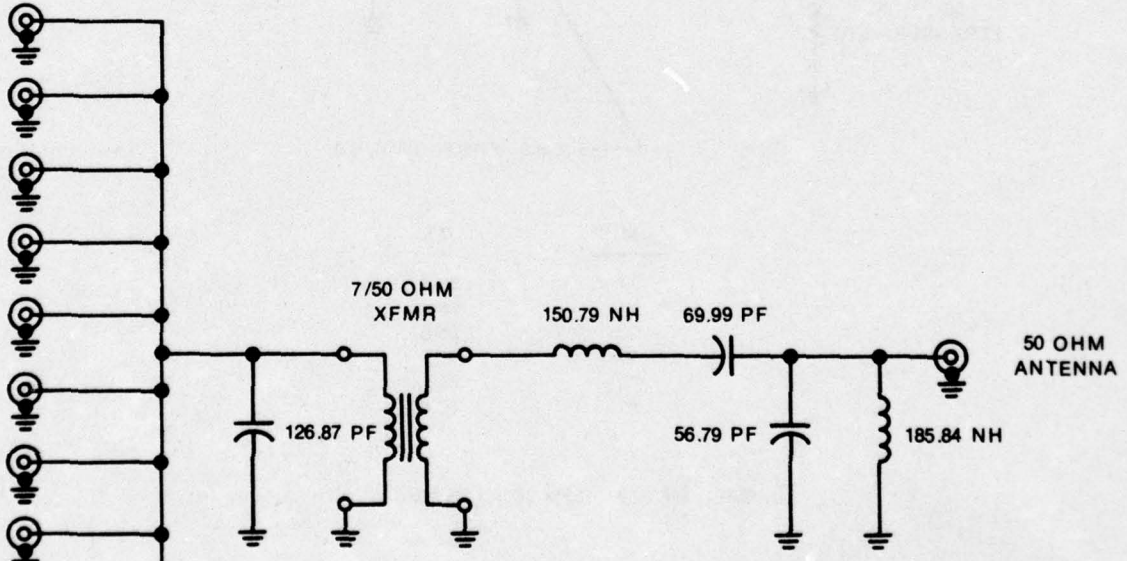 7/50 OHM
XFMR
150.79 NH
69.99 PF
50 OHM
ANTENNA
126.87 PF
56.79 PF
185.84 NH